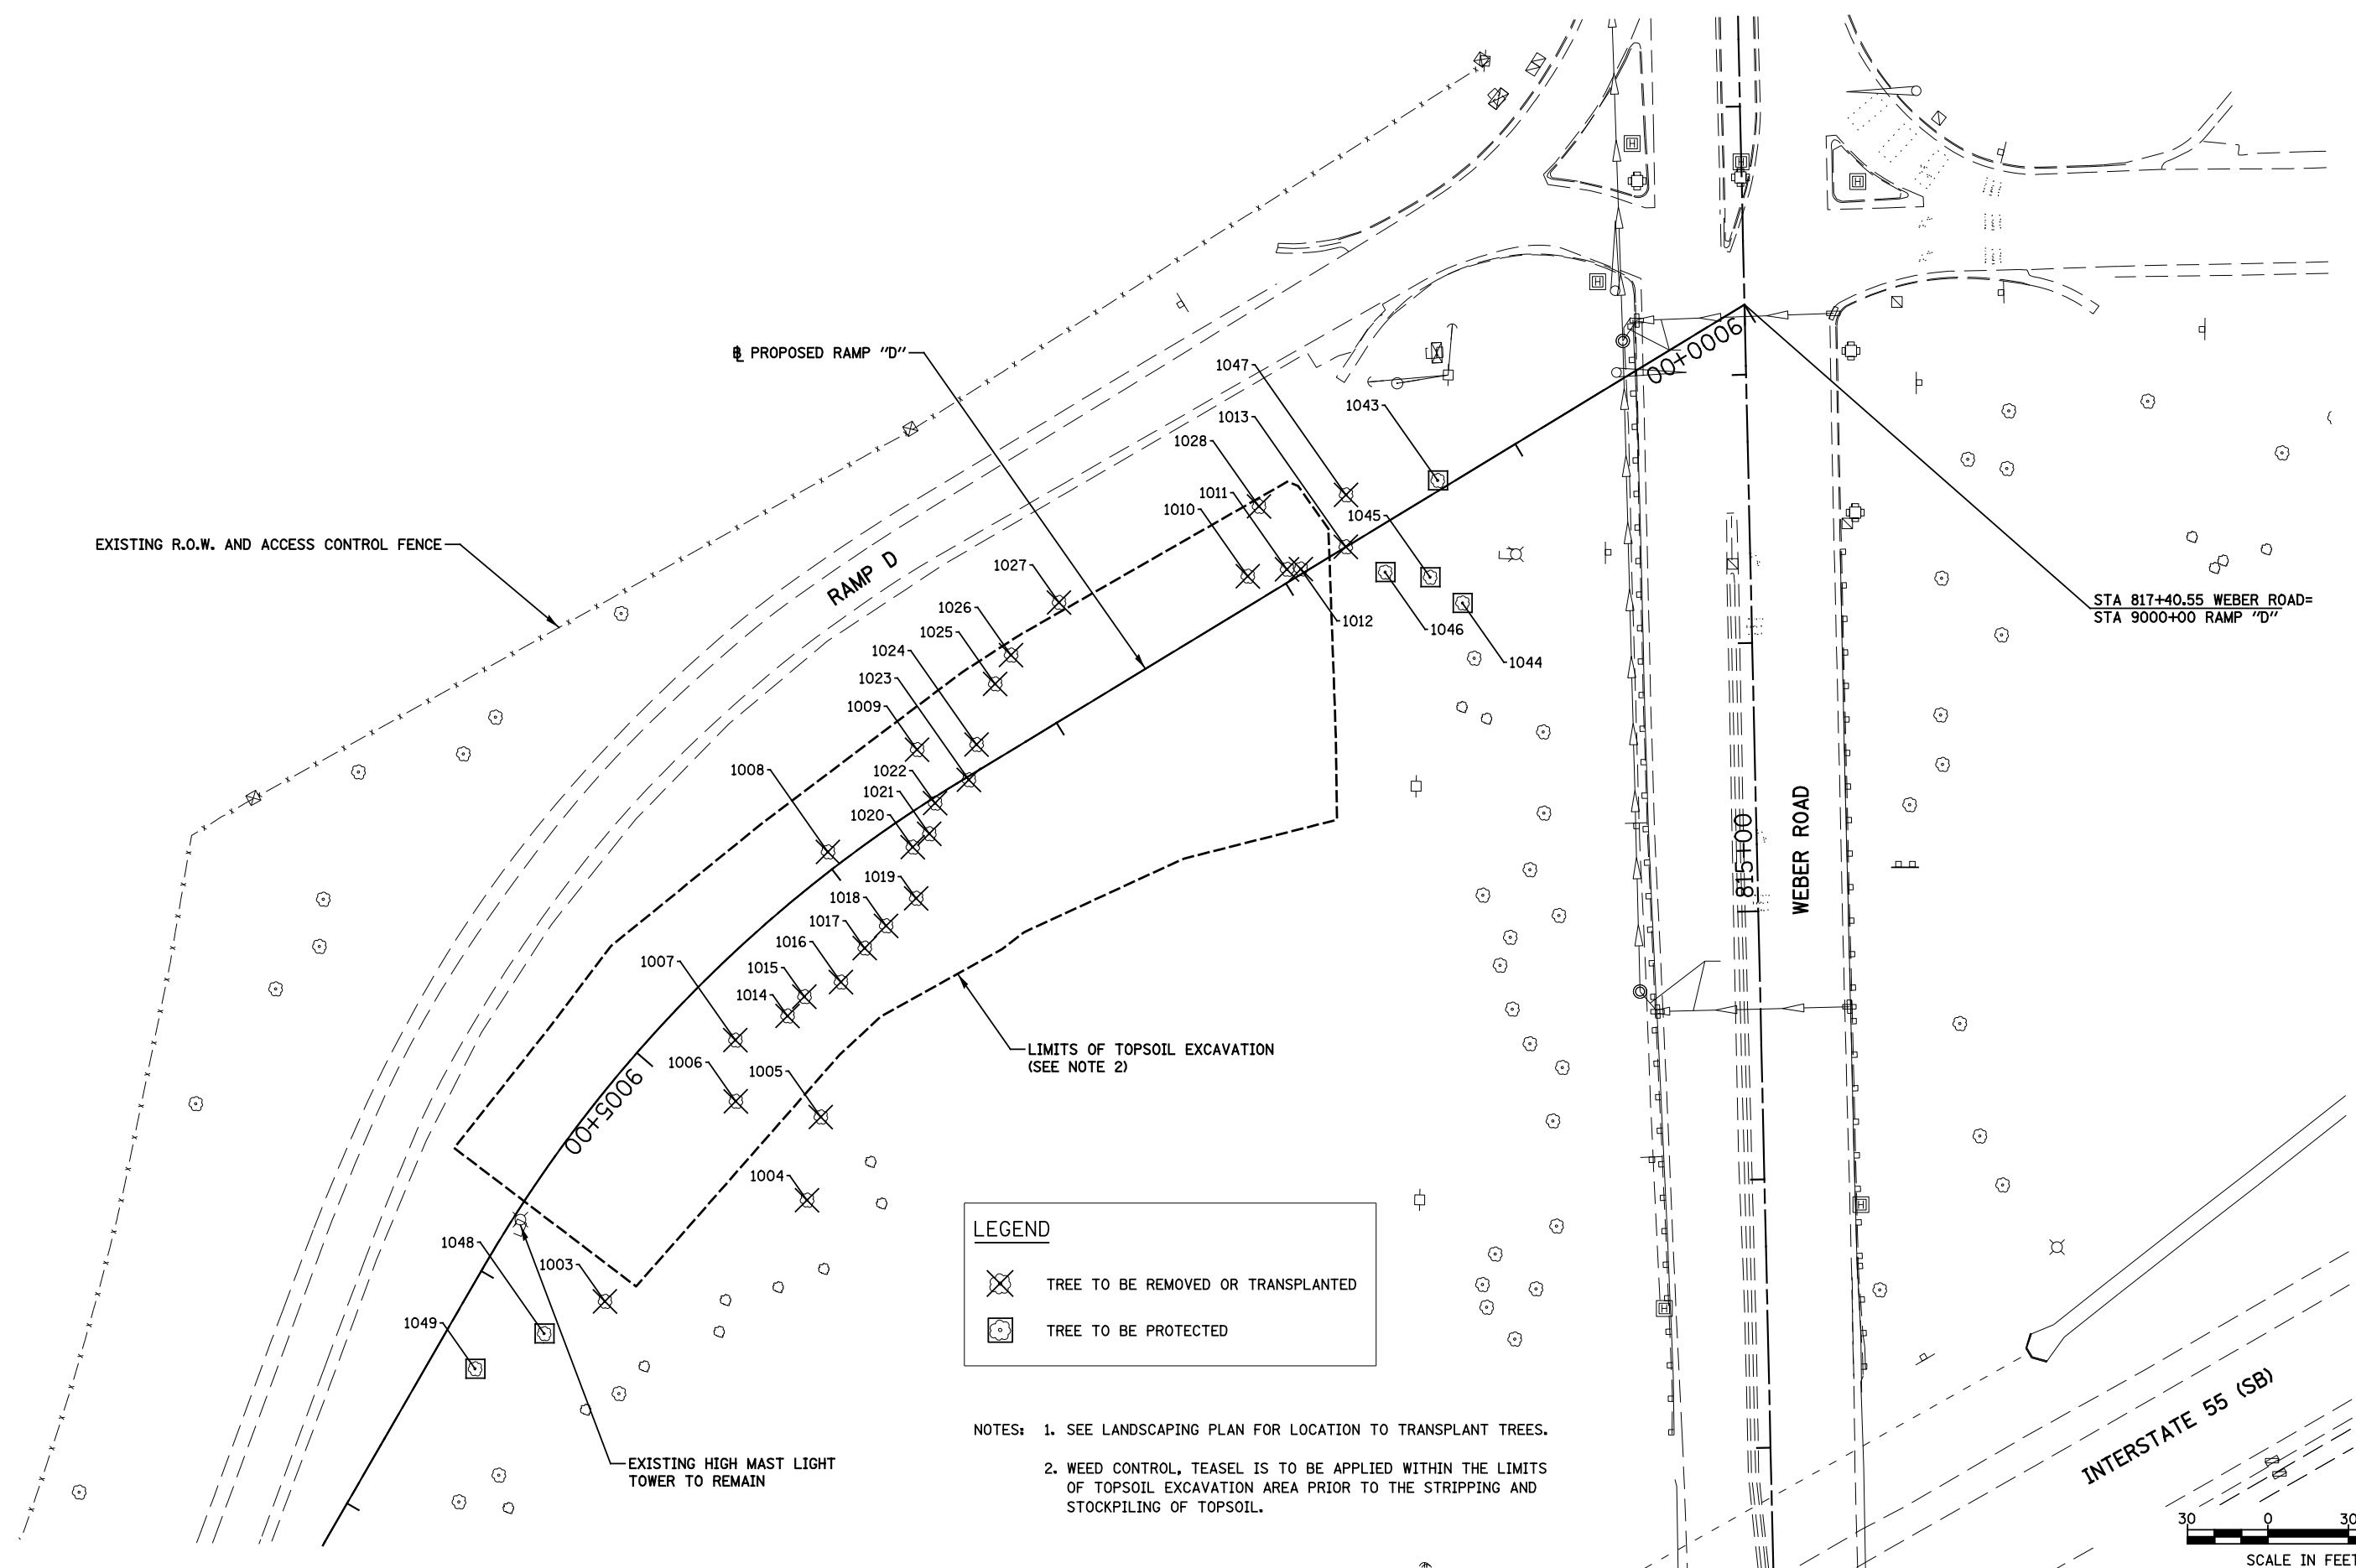 1047
1043
1013
1028
1011
1010
1045
9000+00
℄ PROPOSED RAMP "D"
EXISTING R.O.W. AND ACCESS CONTROL FENCE
RAMP D
1027
1026
1025
1024
1023
1009
1012
1046
1044
STA 817+40.55 WEBER ROAD=
STA 9000+00 RAMP "D"
1008
1022
1021
1020
1019
1018
1017
1016
1015
1014
1007
1006
1005
1004
815+00
WEBER ROAD
9005+00
LIMITS OF TOPSOIL EXCAVATION
(SEE NOTE 2)
1048
1003
1049
EXISTING HIGH MAST LIGHT
TOWER TO REMAIN
LEGEND
TREE TO BE REMOVED OR TRANSPLANTED
TREE TO BE PROTECTED
NOTES: 1. SEE LANDSCAPING PLAN FOR LOCATION TO TRANSPLANT TREES.
2. WEED CONTROL, TEASEL IS TO BE APPLIED WITHIN THE LIMITS
OF TOPSOIL EXCAVATION AREA PRIOR TO THE STRIPPING AND
STOCKPILING OF TOPSOIL.
INTERSTATE 55 (SB)
30 0 30
SCALE IN FEET
H
H
H
H
H
H